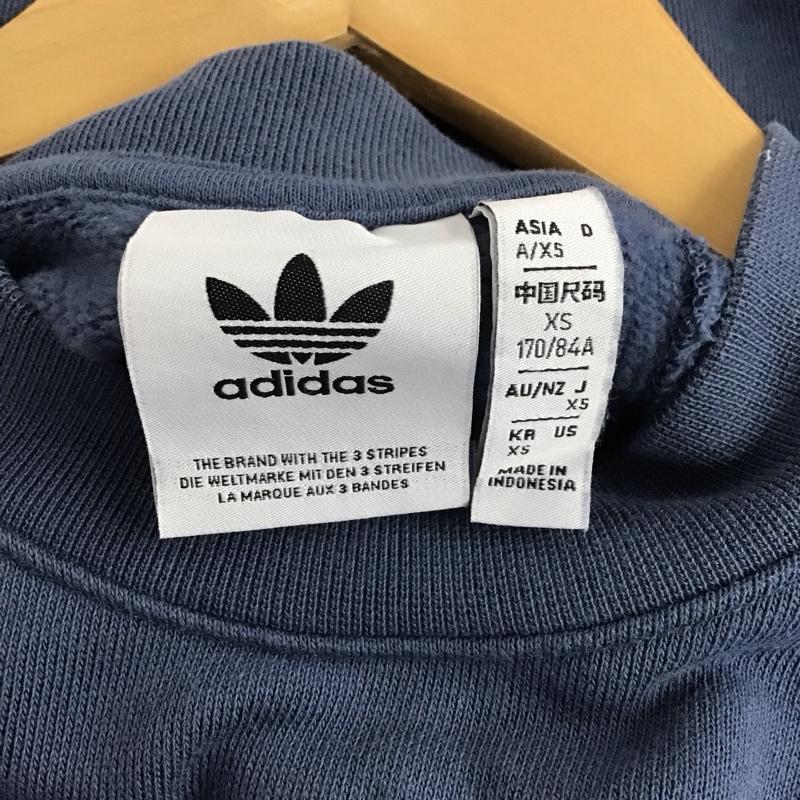 adidas
THE BRAND WITH THE 3 STRIPES
DIE WELTMARKE MIT DEN 3 STREIFEN
LA MARQUE AUX 3 BANDES
ASIA D
A/XS
中国尺码
XS
170/84A
AU/NZ J
XS
KR US
XS
MADE IN
INDONESIA